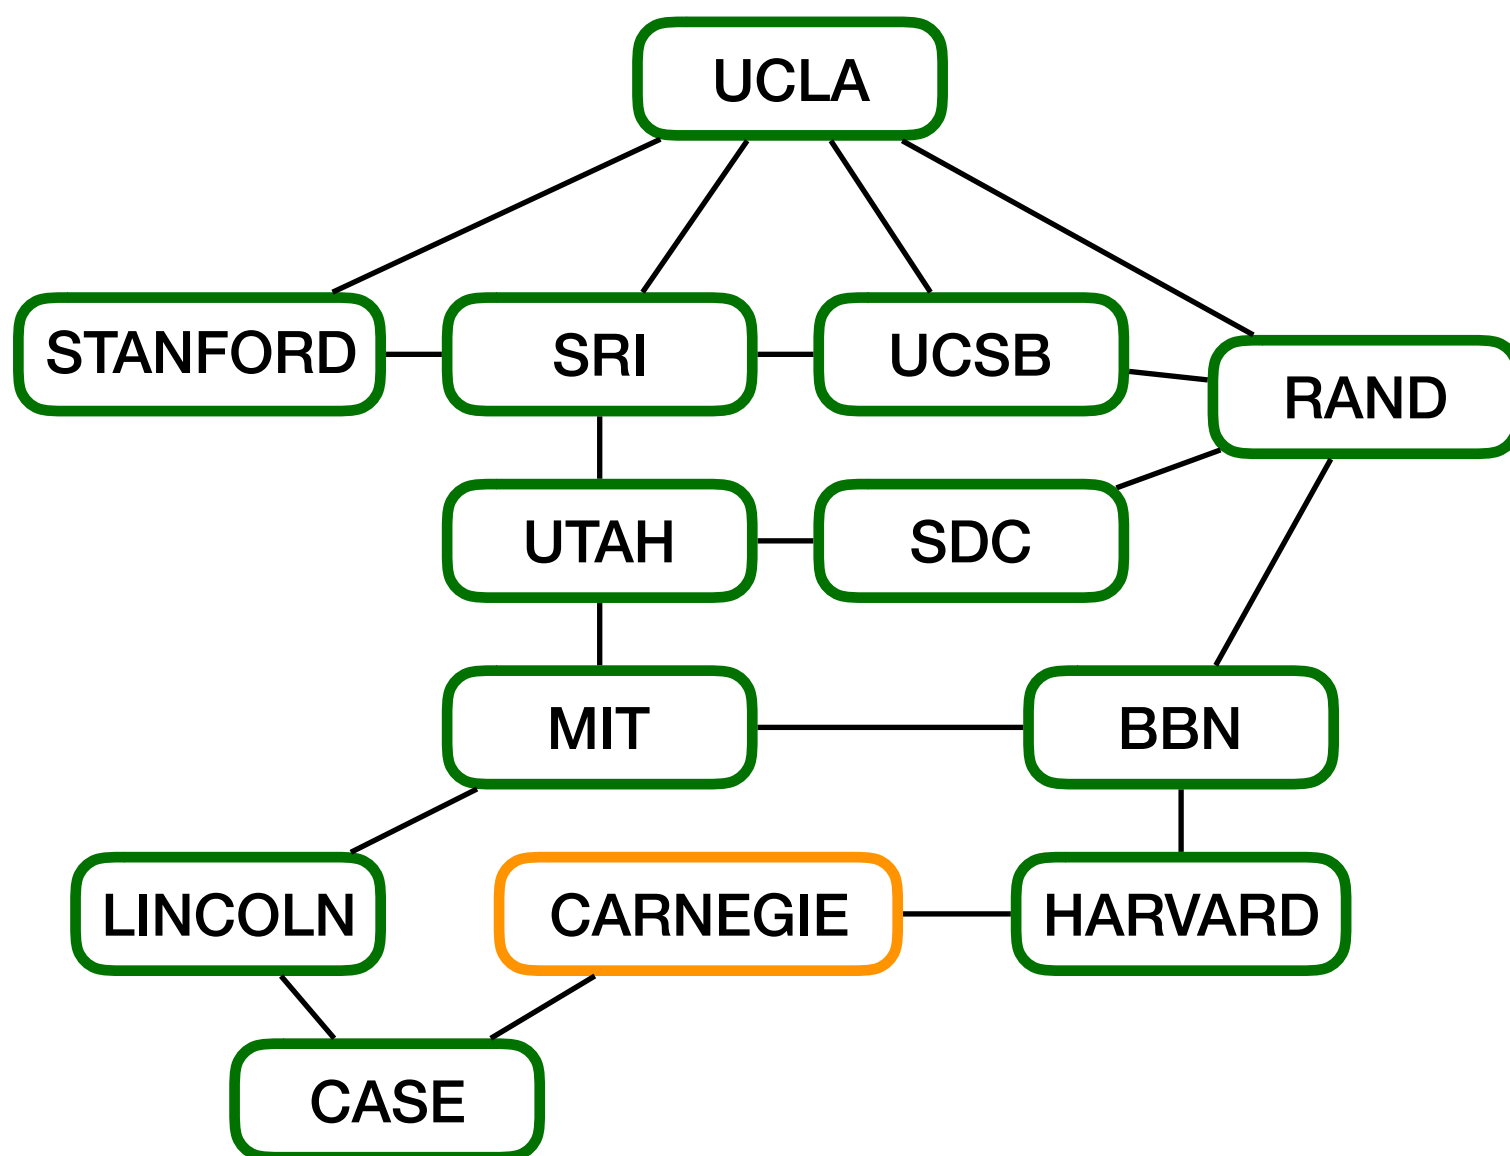 UCLA
STANFORD
SRI
UCSB
RAND
UTAH
SDC
MIT
BBN
LINCOLN
CARNEGIE
HARVARD
CASE